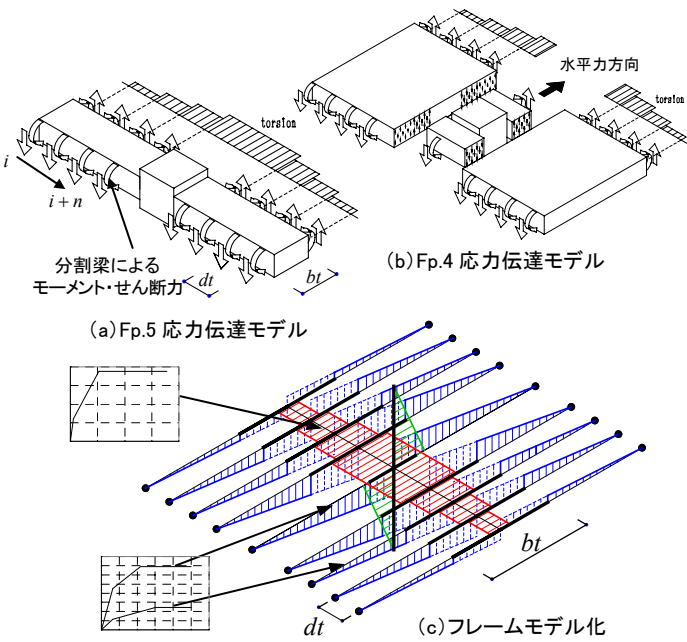 水平力方向
torsion
torsion
i
i + n
分割梁による
モーメント・せん断力
dt
bt
(b)Fp.4 応力伝達モデル
(a)Fp.5 応力伝達モデル
bt
dt
(c)フレームモデル化